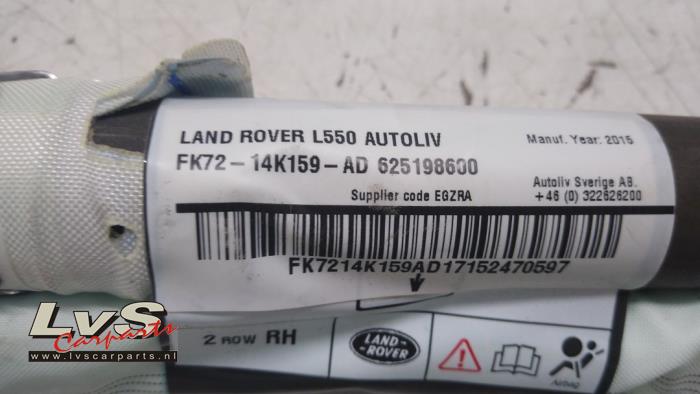 LAND ROVER L550 AUTOLIV
Manuf. Year: 2015
FK72-14K159-AD 625198600
Supplier code EGZRA
Autoliv Sverige AB.
+46 (0) 322626200
FK7214K159AD17152470597
2 ROW RH
LAND
-ROVER-
Airbag
LvS
Carparts
www.lvscarparts.nl